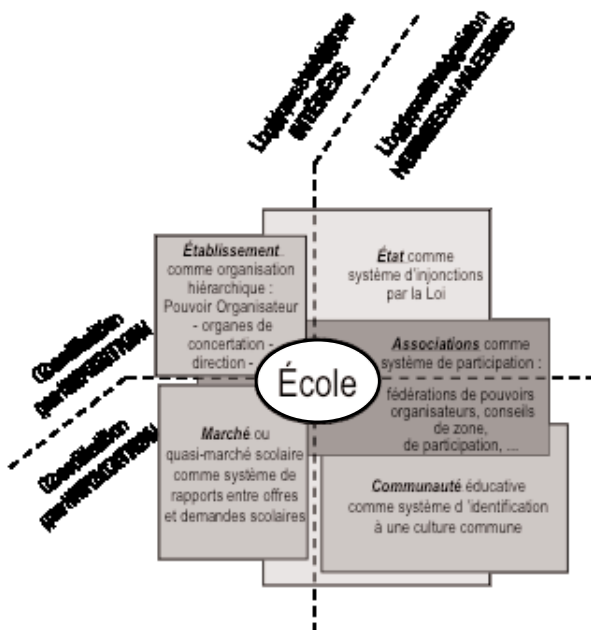 INTÉRÊTS
Établissement
comme organisation
hiérarchique :
Pouvoir Organisateur
- organes de
concertation -
direction -
État comme
système d'injonctions
par la Loi
Associations comme
système de participation :
fédérations de pouvoirs
organisateurs, conseils
de zone,
de participation, ...
École
Marché ou
quasi-marché scolaire
comme système de
rapports entre offres
et demandes scolaires
Communauté éducative
comme système d 'identification
à une culture commune